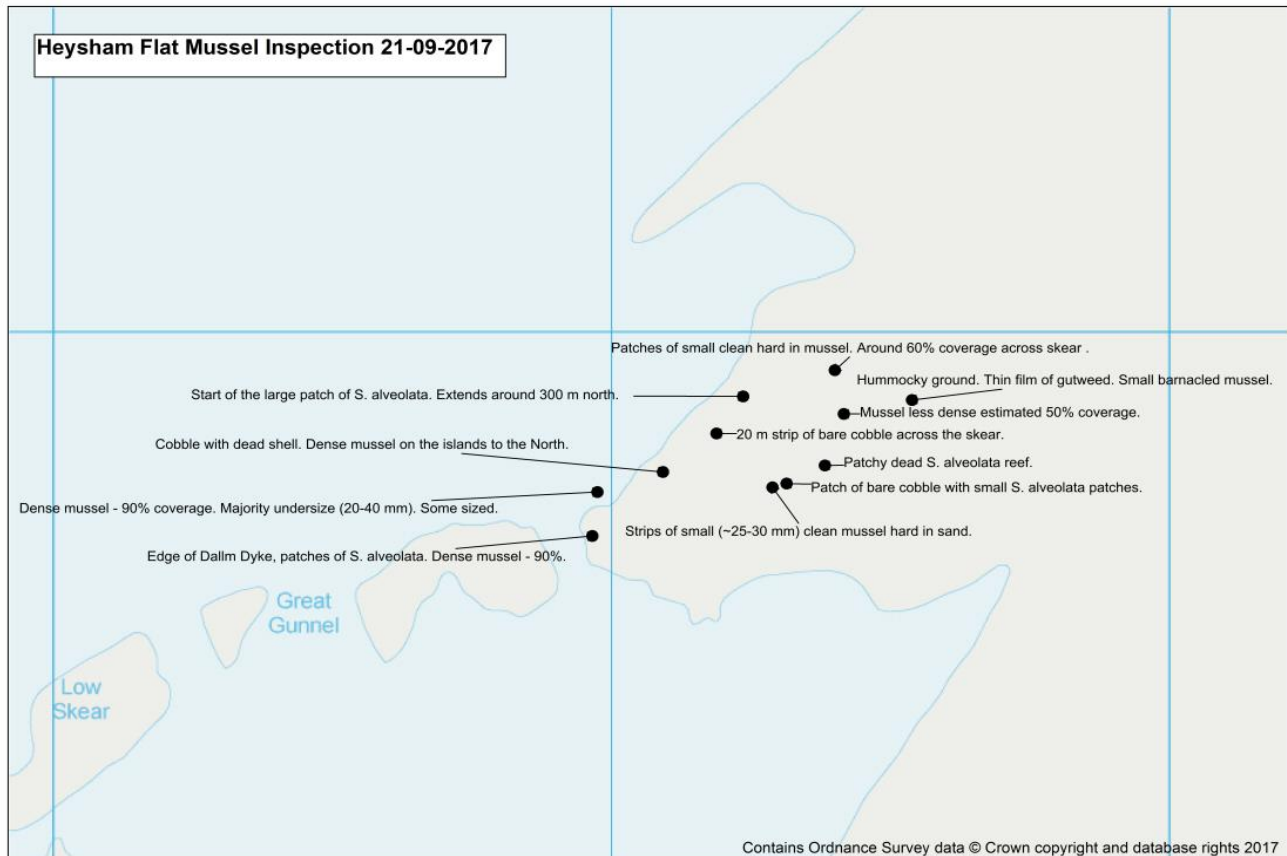 Heysham Flat Mussel Inspection 21-09-2017
Patches of small clean hard in mussel. Around 60% coverage across skear .
Hummocky ground. Thin film of gutweed. Small barnacled mussel.
Start of the large patch of S. alveolata. Extends around 300 m north.
Mussel less dense estimated 50% coverage.
20 m strip of bare cobble across the skear.
Cobble with dead shell. Dense mussel on the islands to the North.
Patchy dead S. alveolata reef.
Patch of bare cobble with small S. alveolata patches.
Dense mussel - 90% coverage. Majority undersize (20-40 mm). Some sized.
Strips of small (~25-30 mm) clean mussel hard in sand.
Edge of Dallm Dyke, patches of S. alveolata. Dense mussel - 90%.
Great
Gunnel
Low
Skear
Contains Ordnance Survey data © Crown copyright and database rights 2017